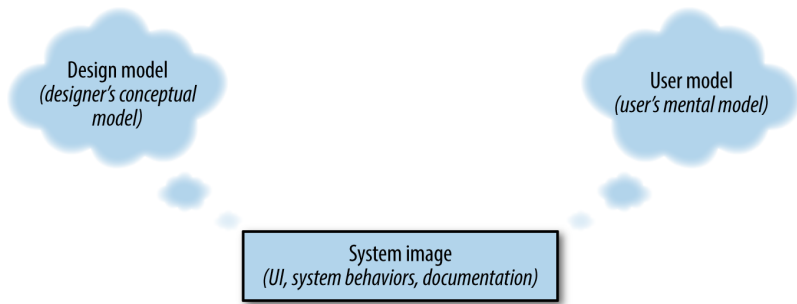 Design model
(designer's conceptual
model)
User model
(user's mental model)
System image
(UI, system behaviors, documentation)